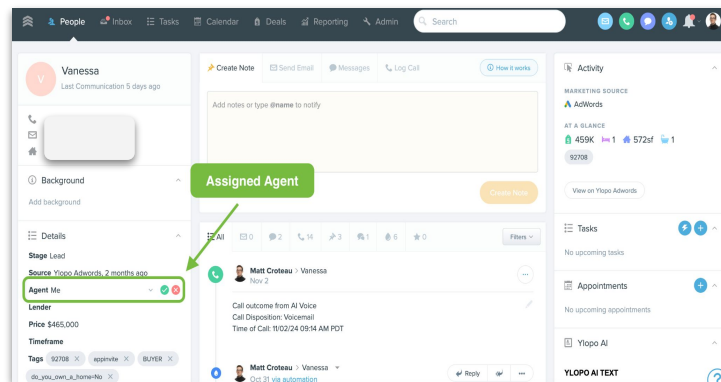 People Inbox Tasks Calendar Deals Reporting Admin Search
V
Vanessa
Last Communication 5 days ago
Background
Add background
Details
Stage Lead
Source Ylopo Adwords, 2 months ago
Agent Me
Lender
Price $465,000
Timeframe
Tags 92708 X appinvite X BUYER X
do_you_own_a_home=No X
Assigned Agent
Create Note Send Email Messages Log Call How it works
Add notes or type @name to notify
Create Note
All 0 2 14 3 1 6 0 Filters
Matt Croteau > Vanessa
Nov 2
Call outcome from AI Voice
Call Disposition: Voicemail
Time of Call: 11/02/24 09:14 AM PDT
Matt Croteau > Vanessa
Oct 31 via automation
Reply
Activity
MARKETING SOURCE
AdWords
AT A GLANCE
459K 1 572sf 1
92708
View on Ylopo Adwords
Tasks
No upcoming tasks
Appointments
No upcoming appointments
Ylopo AI
YLOPO AI TEXT
?